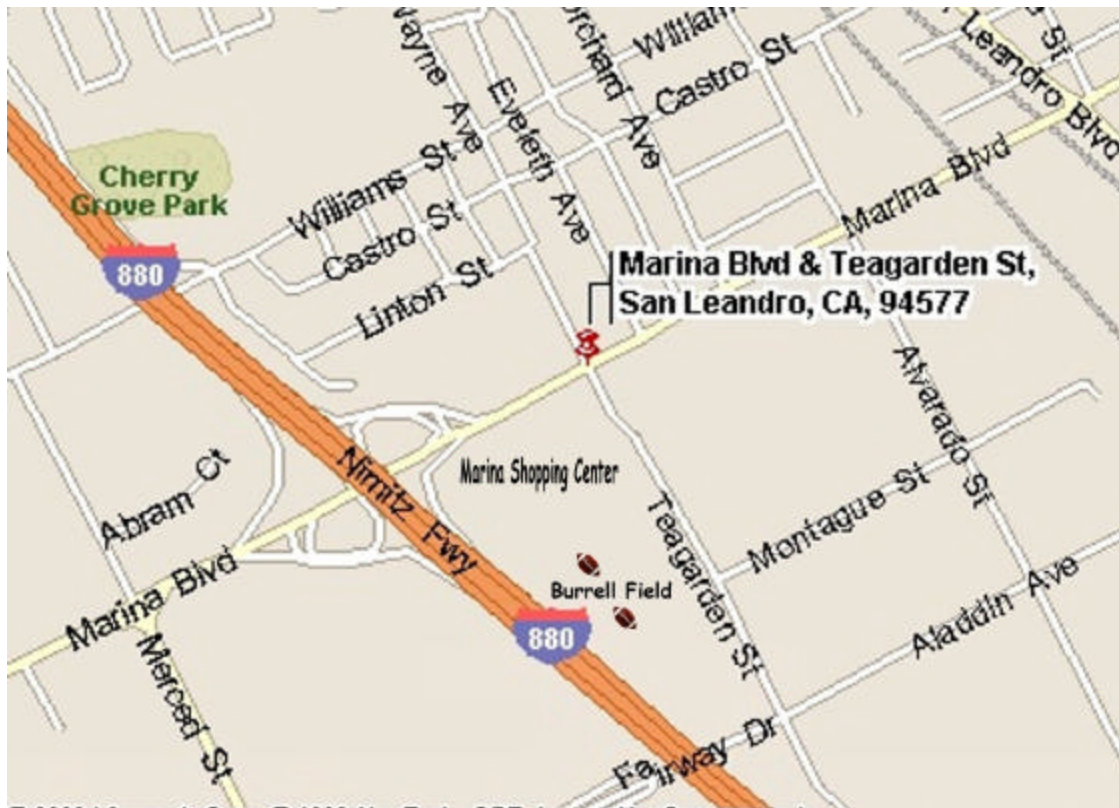 Wayne Ave
Eveleth Ave
Orchard Ave
Williams
Castro St
Leandro Blvd
St
Marina Blvd
Cherry
Grove Park
Williams St
Castro St
Linton St
880
Marina Blvd & Teagarden St,
San Leandro, CA, 94577
Alvarado St
Abram Ct
Nimitz Fwy
Marina Shopping Center
Teagarden St
Montague St
Aladdin Ave
Burrell Field
880
Marina Blvd
Merced St
Fairway Dr